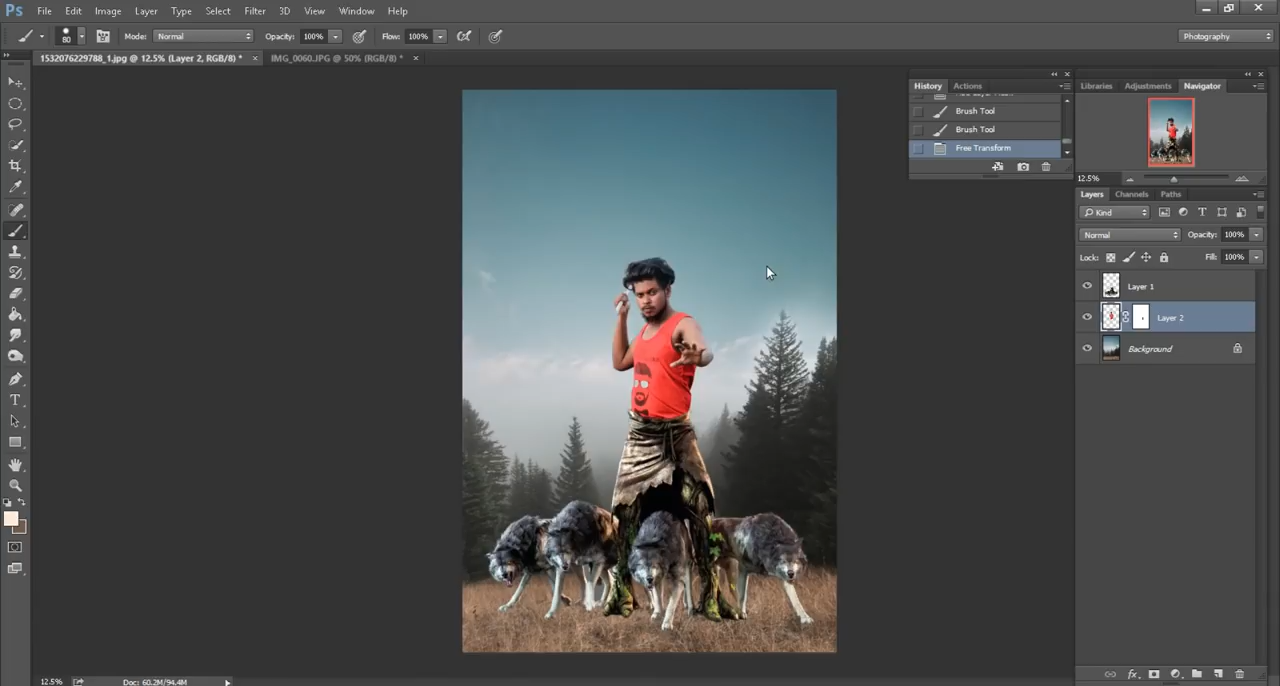 Ps File Edit Image Layer Type Select Filter 3D View Window Help
80 Mode: Normal Opacity: 100% Flow: 100% Photography
1532076229788_1.jpg @ 12.5% (Layer 2, RGB/8) * × IMG_0060.JPG @ 50% (RGB/8) * ×
History Actions
Brush Tool
Brush Tool
Free Transform
Libraries Adjustments Navigator
12.5%
Layers Channels Paths
Kind
Normal Opacity: 100%
Lock: Fill: 100%
Layer 1
Layer 2
Background
12.5% Doc: 60.2M/94.4M